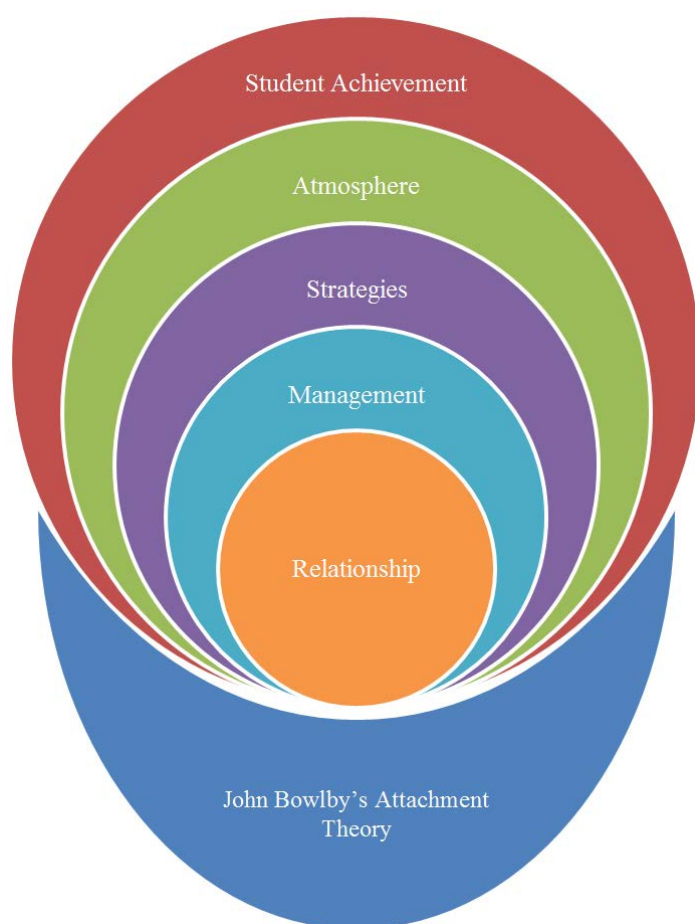 Student Achievement
Atmosphere
Strategies
Management
Relationship
John Bowlby’s Attachment
Theory